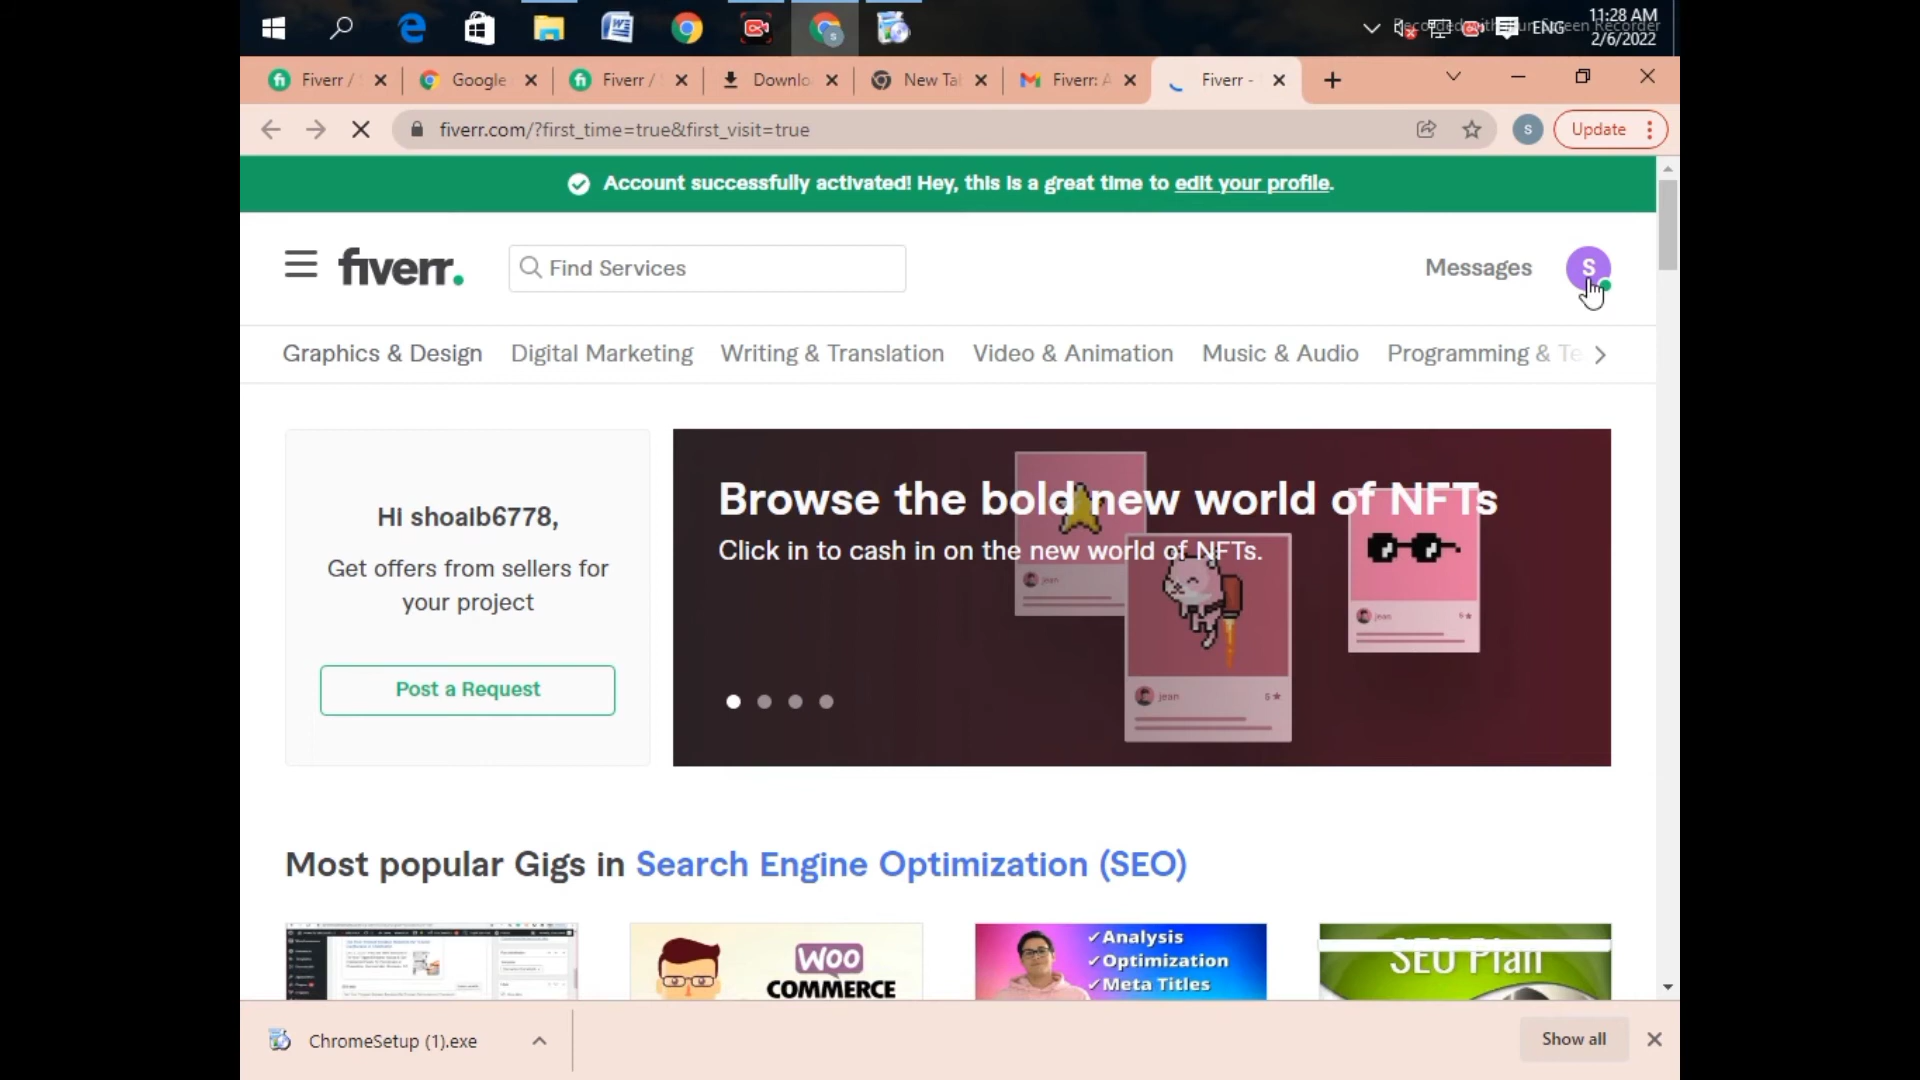 11:28 AM
ENG
2/6/2022
Fiverr /
Google
Fiverr /
Downlo
New Ta
Fiverr: A
Fiverr -
fiverr.com/?first_time=true&first_visit=true
S
Update
Account successfully activated! Hey, this is a great time to edit your profile.
fiverr.
Find Services
Messages
S
Graphics & Design
Digital Marketing
Writing & Translation
Video & Animation
Music & Audio
Programming & Te
Hi shoaib6778,
Get offers from sellers for
your project
Post a Request
Browse the bold new world of NFTs
Click in to cash in on the new world of NFTs.
jean
jean
5★
jean
5★
Most popular Gigs in Search Engine Optimization (SEO)
WOO
COMMERCE
✓Analysis
✓Optimization
✓Meta Titles
SEO Plan
ChromeSetup (1).exe
Show all